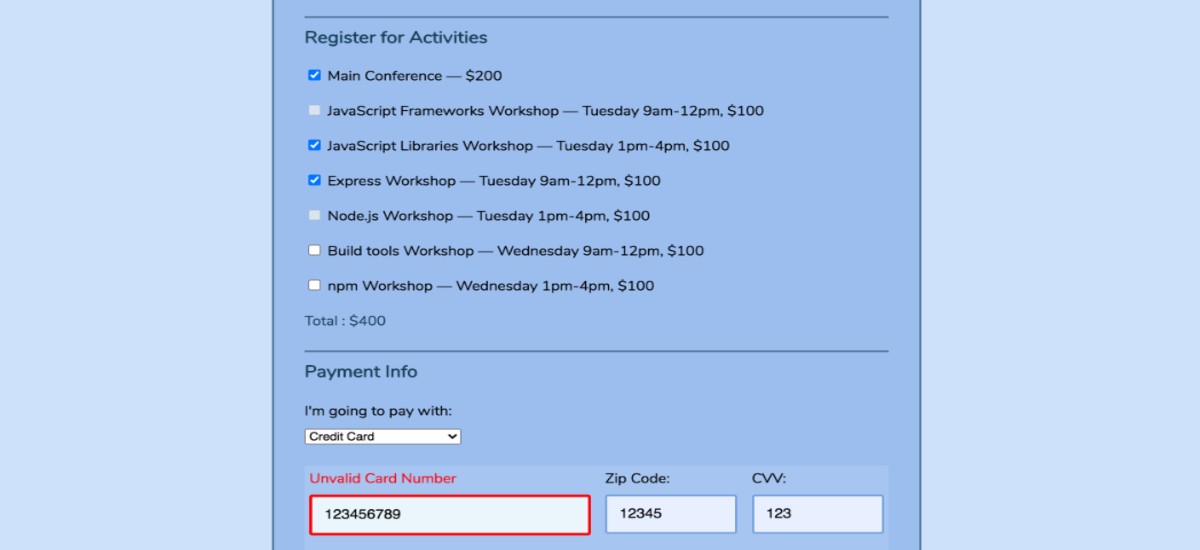 Register for Activities
Main Conference — $200
JavaScript Frameworks Workshop — Tuesday 9am-12pm, $100
JavaScript Libraries Workshop — Tuesday 1pm-4pm, $100
Express Workshop — Tuesday 9am-12pm, $100
Node.js Workshop — Tuesday 1pm-4pm, $100
Build tools Workshop — Wednesday 9am-12pm, $100
npm Workshop — Wednesday 1pm-4pm, $100
Total : $400
Payment Info
I'm going to pay with:
Credit Card
Unvalid Card Number Zip Code: CVV:
123456789 12345 123